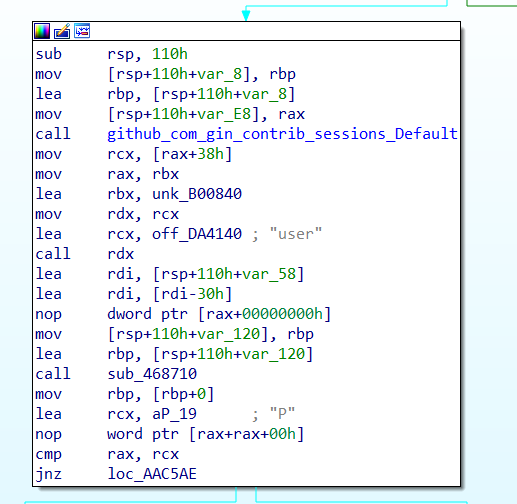 sub rsp, 110h
mov [rsp+110h+var_8], rbp
lea rbp, [rsp+110h+var_8]
mov [rsp+110h+var_E8], rax
call github_com_gin_contrib_sessions_Default
mov rcx, [rax+38h]
mov rax, rbx
lea rbx, unk_B00840
mov rdx, rcx
lea rcx, off_DA4140 ; "user"
call rdx
lea rdi, [rsp+110h+var_58]
lea rdi, [rdi-30h]
nop dword ptr [rax+00000000h]
mov [rsp+110h+var_120], rbp
lea rbp, [rsp+110h+var_120]
call sub_468710
mov rbp, [rbp+0]
lea rcx, aP_19 ; "P"
nop word ptr [rax+rax+00h]
cmp rax, rcx
jnz loc_AAC5AE